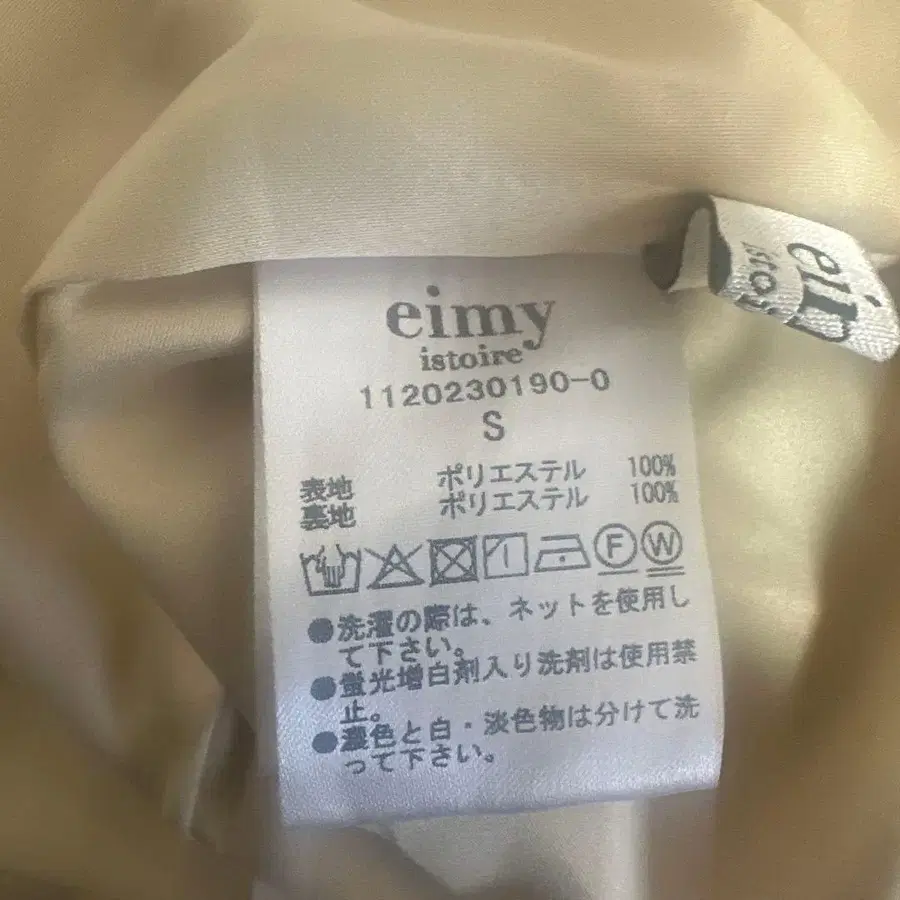 eimy
istoire
1120230190-0
S
表地 ポリエステル 100%
裏地 ポリエステル 100%
F W
●洗濯の際は、ネットを使用し
て下さい。
●蛍光増白剤入り洗剤は使用禁
止。
●濃色と白・淡色物は分けて洗
って下さい。